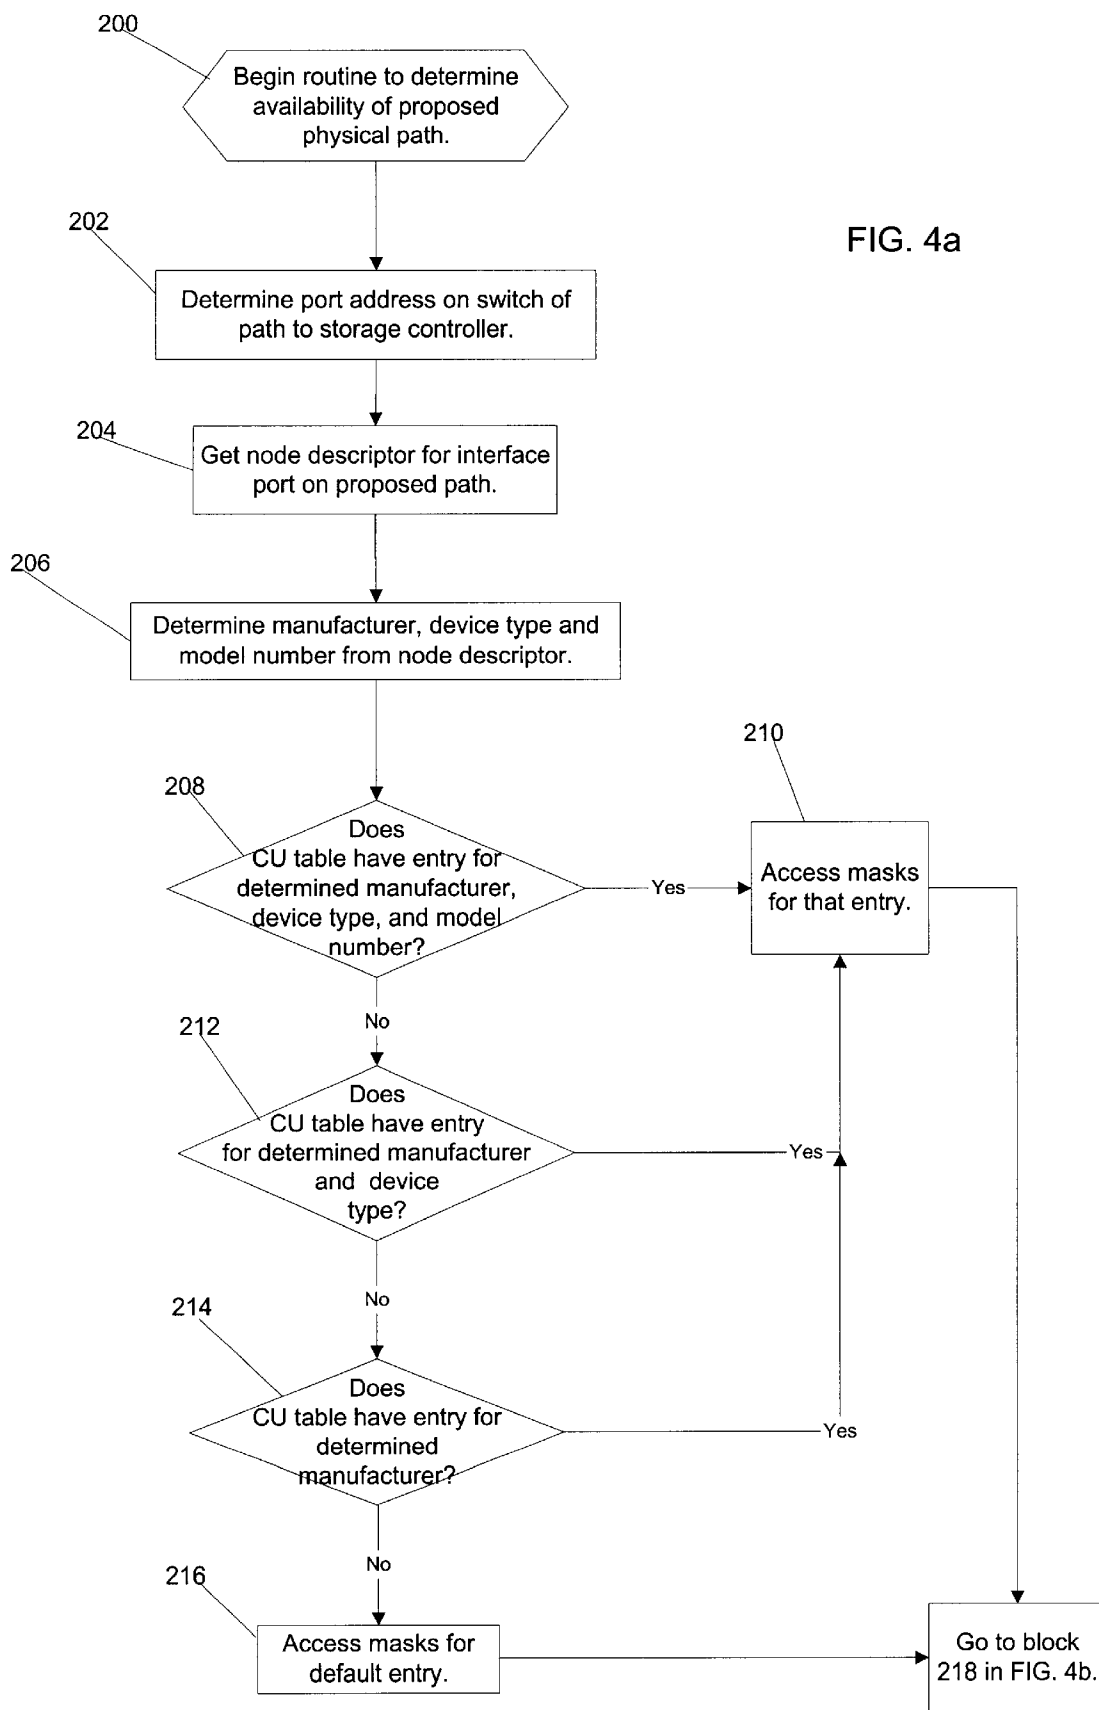 200
Begin routine to determine
availability of proposed
physical path.
202
FIG. 4a
Determine port address on switch of
path to storage controller.
204
Get node descriptor for interface
port on proposed path.
206
Determine manufacturer, device type and
model number from node descriptor.
210
208
Does
CU table have entry for
determined manufacturer,
device type, and model
number?
Yes
Access masks
for that entry.
No
212
Does
CU table have entry
for determined manufacturer
and device
type?
Yes
No
214
Does
CU table have entry for
determined
manufacturer?
Yes
No
216
Access masks for
default entry.
Go to block
218 in FIG. 4b.